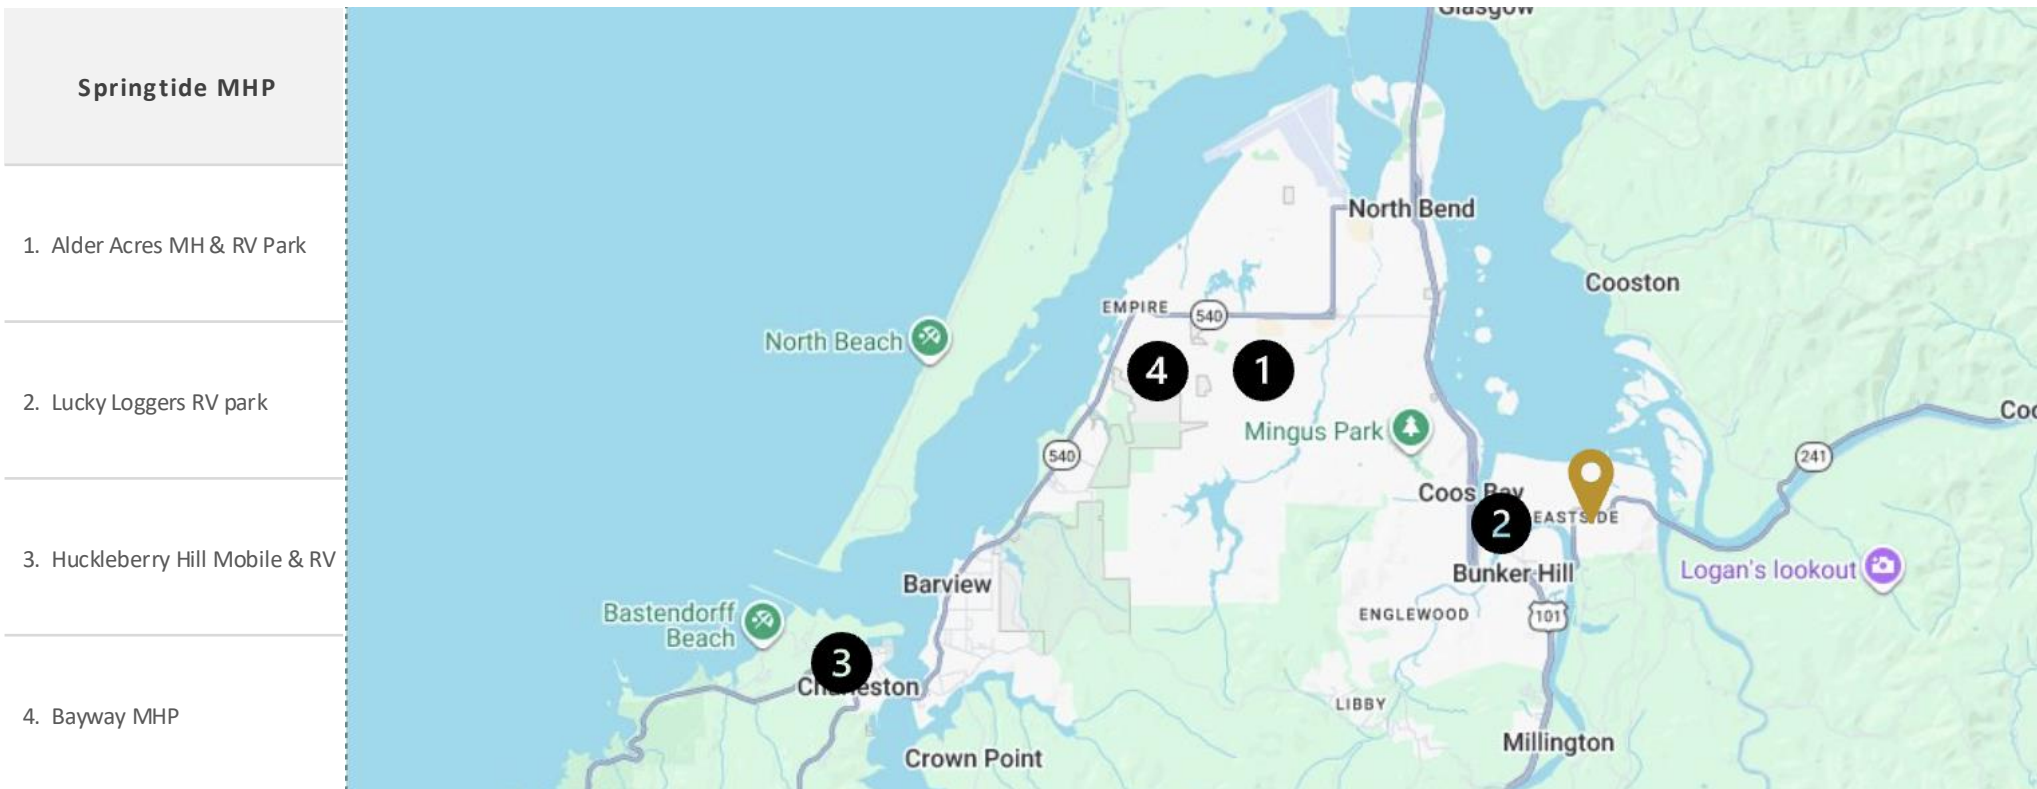 Springtide MHP
1. Alder Acres MH & RV Park
2. Lucky Loggers RV park
3. Huckleberry Hill Mobile & RV
4. Bayway MHP
Glasgow
North Bend
Cooston
EMPIRE
540
North Beach
4
1
Mingus Park
540
241
Coos Bay
2
EASTSIDE
Bunker Hill
Logan's lookout
Barview
Bastendorff
Beach
ENGLEWOOD
101
3
Charleston
LIBBY
Crown Point
Millington